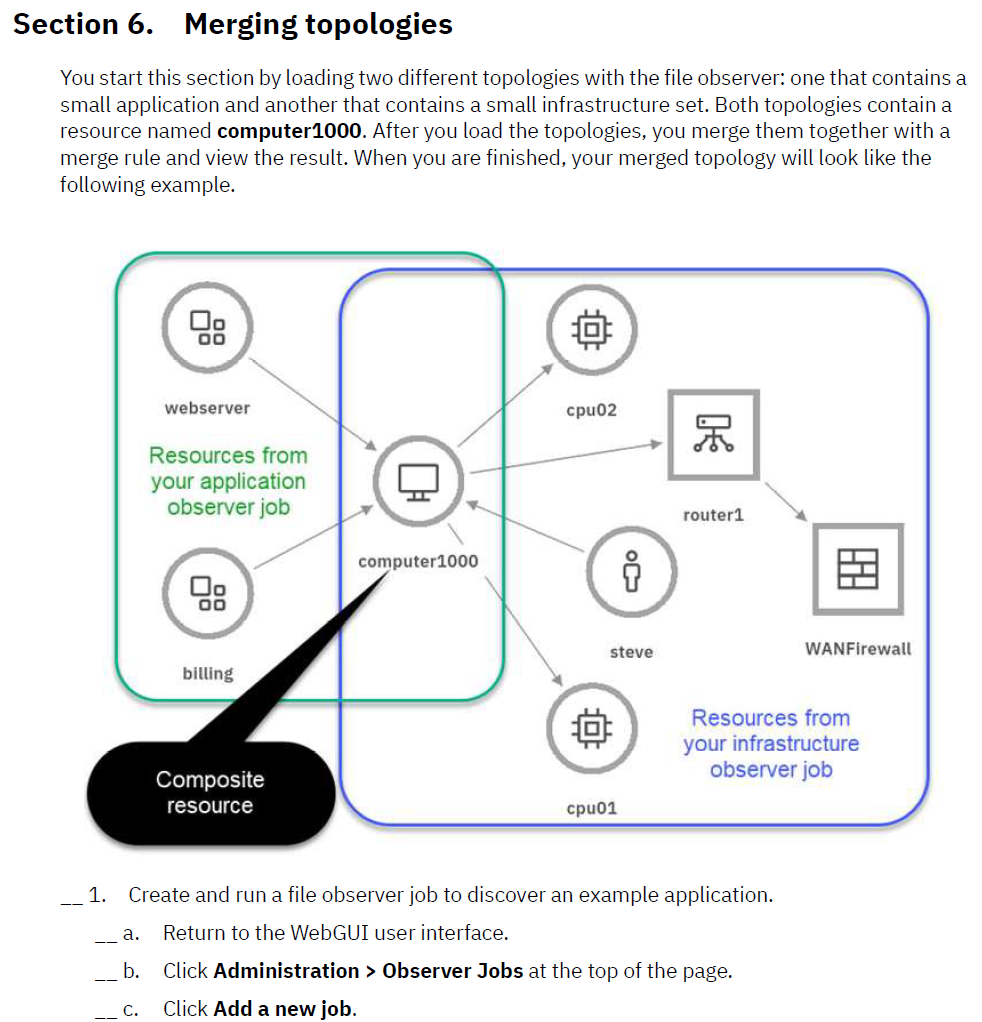 Section 6. Merging topologies
You start this section by loading two different topologies with the file observer: one that contains a
small application and another that contains a small infrastructure set. Both topologies contain a
resource named computer1000. After you load the topologies, you merge them together with a
merge rule and view the result. When you are finished, your merged topology will look like the
following example.
webserver
cpu02
Resources from
your application
observer job
router1
computer1000
steve
WANFirewall
billing
Resources from
your infrastructure
observer job
Composite
resource
cpu01
__ 1. Create and run a file observer job to discover an example application.
__ a. Return to the WebGUI user interface.
__ b. Click Administration > Observer Jobs at the top of the page.
__ c. Click Add a new job.